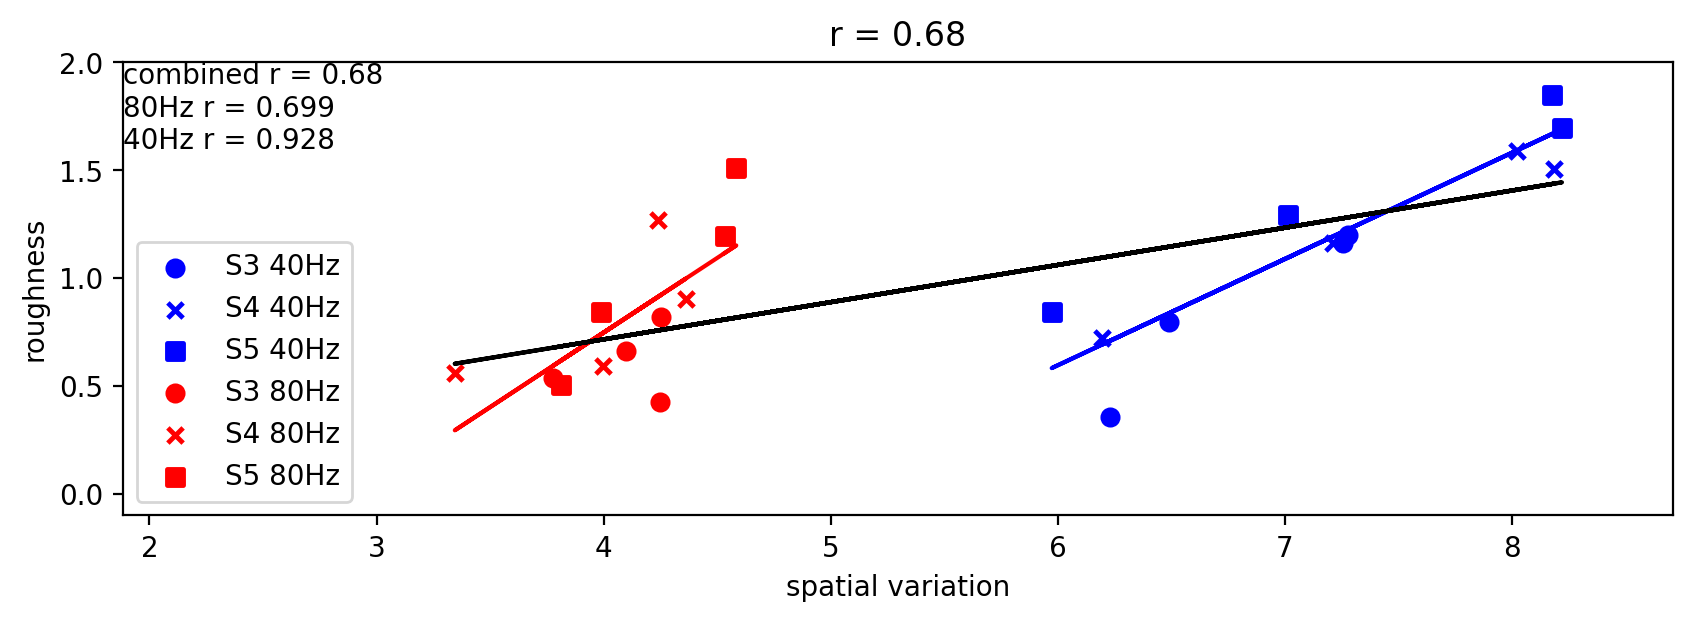 r = 0.68
combined r = 0.68
80Hz r = 0.699
40Hz r = 0.928
2.0
1.5
1.0
0.5
0.0
roughness
S3 40Hz
S4 40Hz
S5 40Hz
S3 80Hz
S4 80Hz
S5 80Hz
2 3 4 5 6 7 8
spatial variation